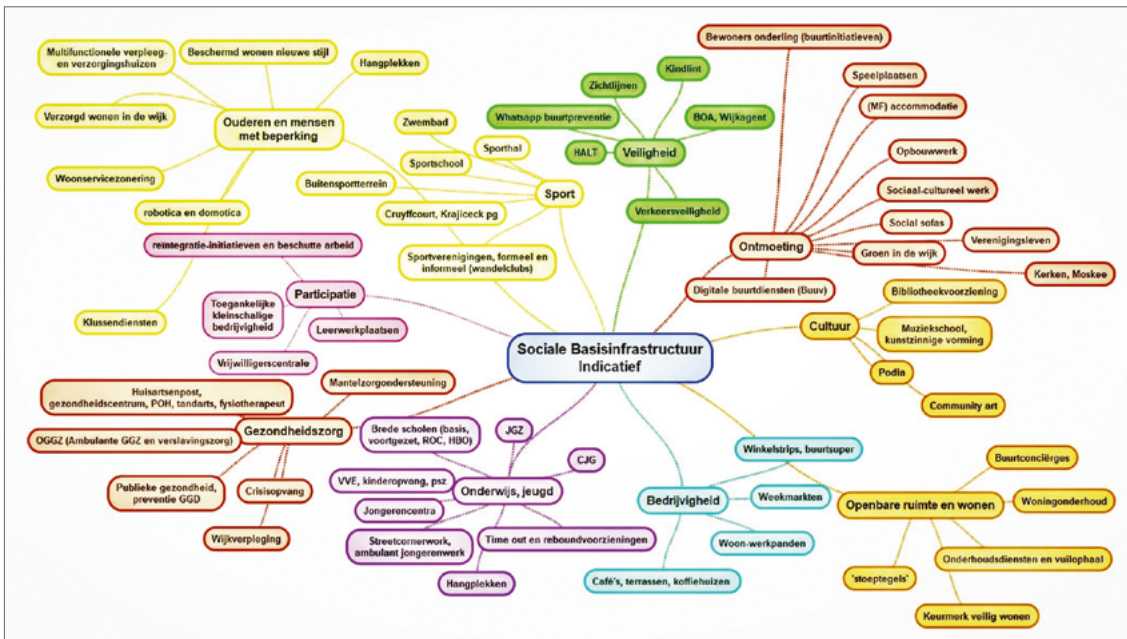 Multifunctionele verpleeg-
en verzorgingshuizen
Beschermd wonen nieuwe stijl
Hangplekken
Verzorgd wonen in de wijk
Ouderen en mensen
met beperking
Woonservicezonering
robotica en domotica
Klussendiensten
Zwembad
Sporthal
Sportschool
Buitensportterrein
Sport
Cruyffcourt, Krajiceck pg
Sportverenigingen, formeel en
informeel (wandelclubs)
Kindlint
Zichtlijnen
Whatsapp buurtpreventie
BOA, Wijkagent
HALT
Veiligheid
Verkeersveiligheid
Bewoners onderling (buurtinitiatieven)
Speelplaatsen
(MF) accommodatie
Opbouwwerk
Sociaal-cultureel werk
Social sofas
Verenigingsleven
Ontmoeting
Groen in de wijk
Kerken, Moskee
Digitale buurtdiensten (Buuv)
reïntegratie-initiatieven en beschutte arbeid
Participatie
Toegankelijke
kleinschalige
bedrijvigheid
Leerwerkplaatsen
Vrijwilligerscentrale
Sociale Basisinfrastructuur
Indicatief
Bibliotheekvoorziening
Cultuur
Muziekschool,
kunstzinnige vorming
Podia
Community art
Mantelzorgondersteuning
Huisartsenpost,
gezondheidscentrum, POH, tandarts, fysiotherapeut
Gezondheidszorg
OGGZ (Ambulante GGZ en verslavingszorg)
Publieke gezondheid,
preventie GGD
Crisisopvang
Wijkverpleging
Brede scholen (basis,
voortgezet, ROC, HBO)
JGZ
CJG
VVE, kinderopvang, psz
Onderwijs, jeugd
Jongerencentra
Streetcornerwork,
ambulant jongerenwerk
Time out en reboundvoorzieningen
Hangplekken
Winkelstrips, buurtsuper
Bedrijvigheid
Weekmarkten
Woon-werkpanden
Café's, terrassen, koffiehuizen
Buurtconciërges
Openbare ruimte en wonen
Woningonderhoud
Onderhoudsdiensten en vuilophaal
'stoeptegels'
Keurmerk veilig wonen